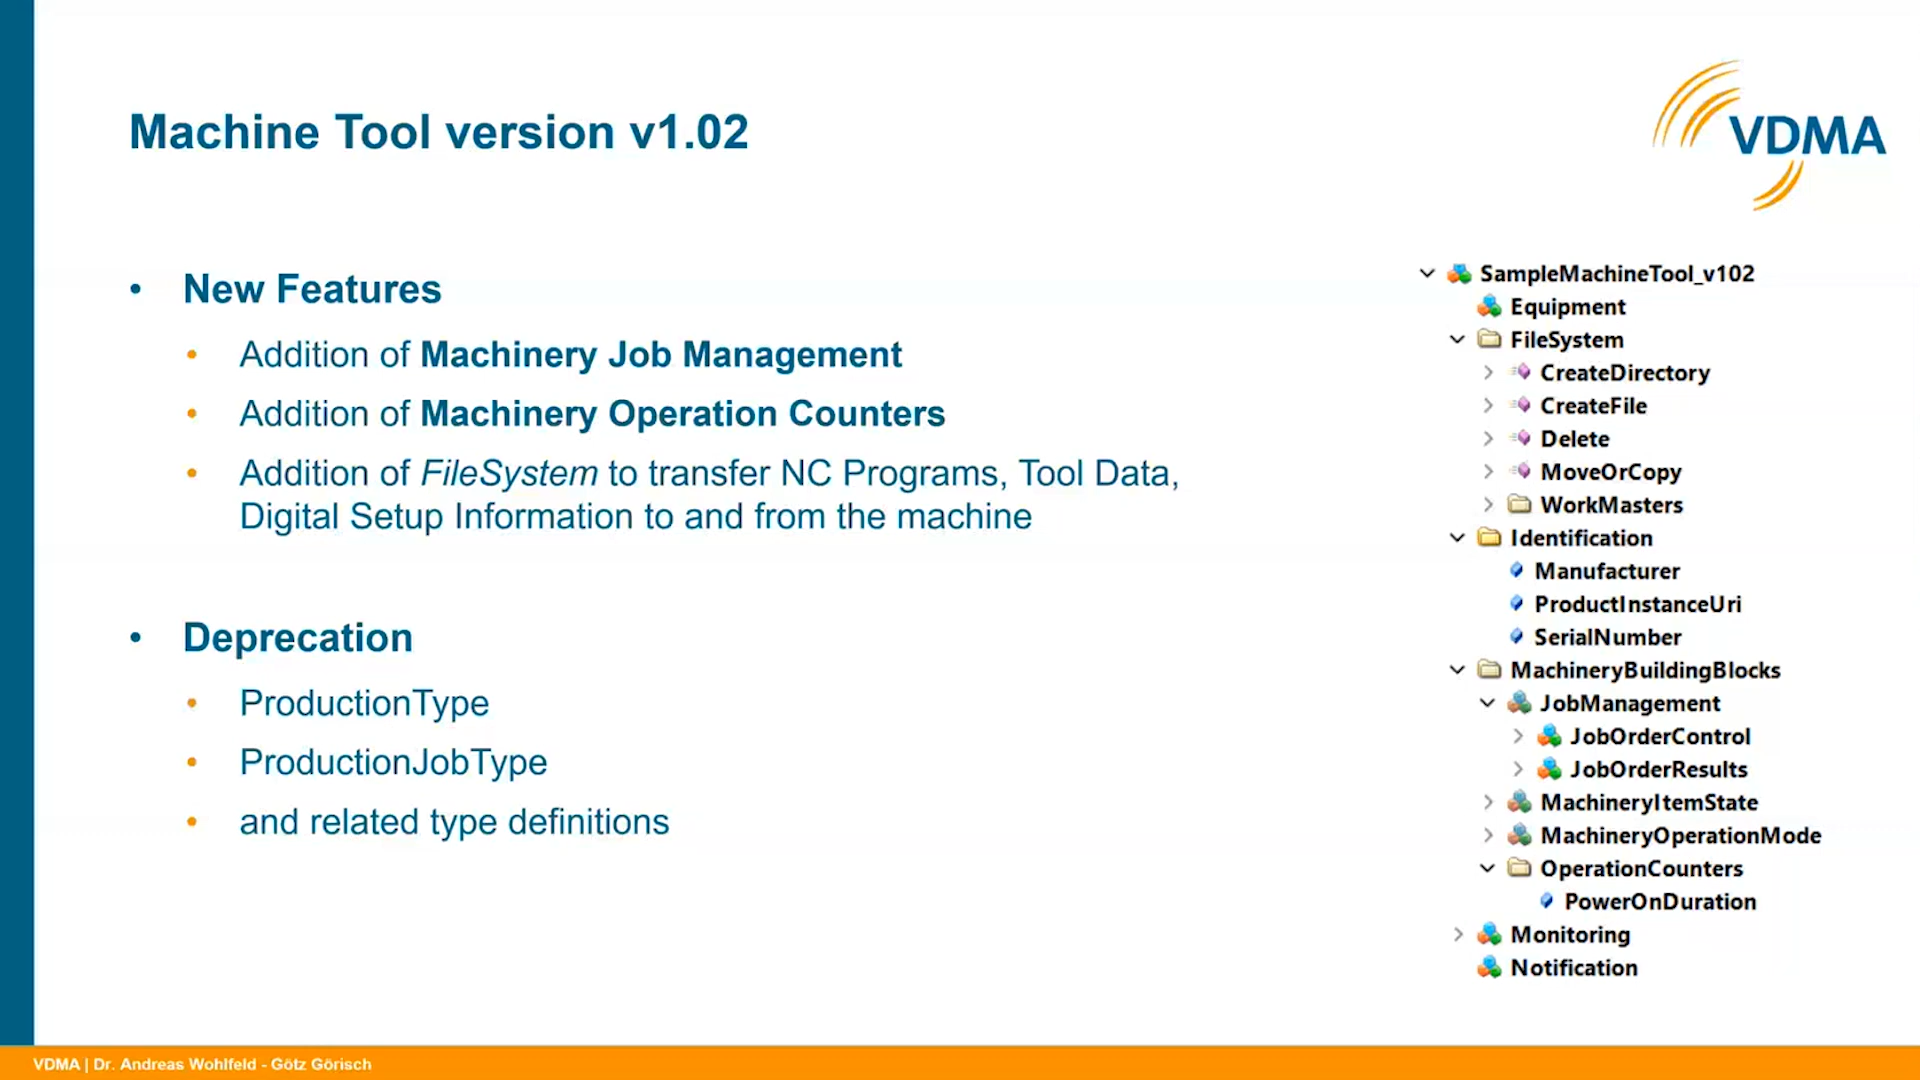 Machine Tool version v1.02
VDMA
• New Features
• Addition of Machinery Job Management
• Addition of Machinery Operation Counters
• Addition of FileSystem to transfer NC Programs, Tool Data,
Digital Setup Information to and from the machine
• Deprecation
• ProductionType
• ProductionJobType
• and related type definitions
SampleMachineTool_v102
Equipment
FileSystem
CreateDirectory
CreateFile
Delete
MoveOrCopy
WorkMasters
Identification
Manufacturer
ProductInstanceUri
SerialNumber
MachineryBuildingBlocks
JobManagement
JobOrderControl
JobOrderResults
MachineryItemState
MachineryOperationMode
OperationCounters
PowerOnDuration
Monitoring
Notification
VDMA | Dr. Andreas Wohlfeld - Götz Görisch